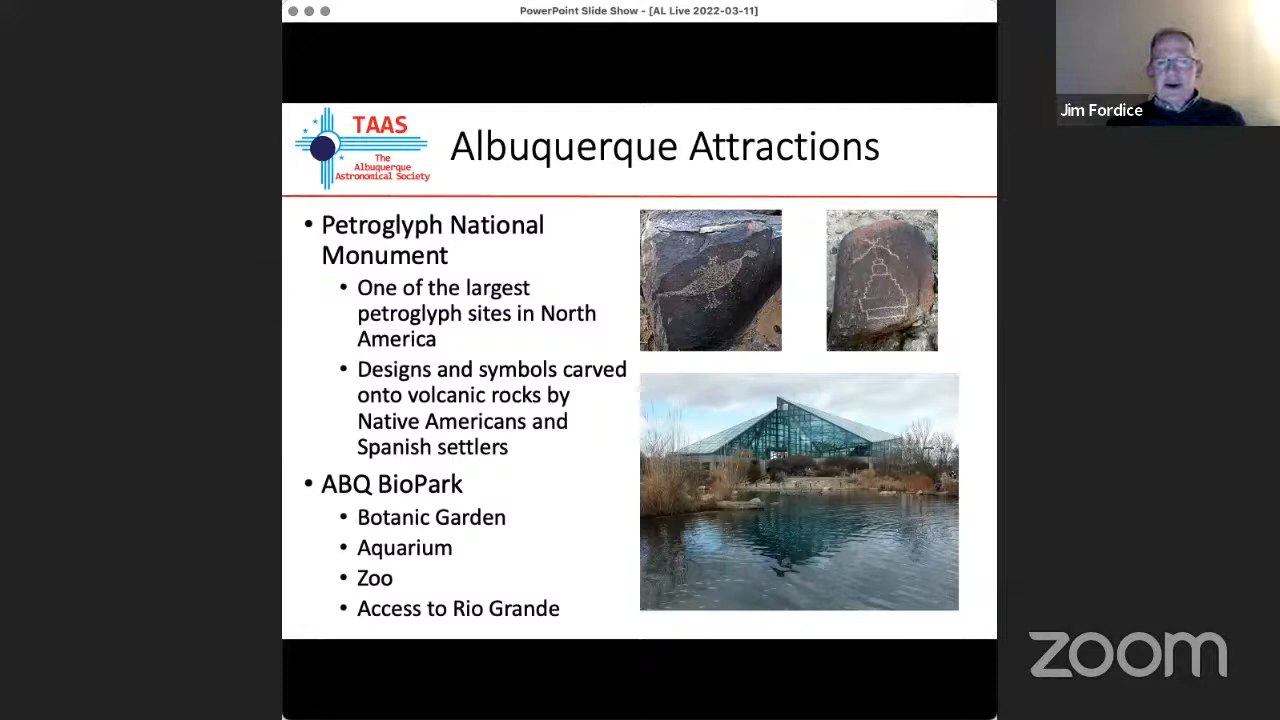 PowerPoint Slide Show - [AL Live 2022-03-11]
Jim Fordice
TAAS
The
Albuquerque
Astronomical Society
Albuquerque Attractions
• Petroglyph National
Monument
• One of the largest
petroglyph sites in North
America
• Designs and symbols carved
onto volcanic rocks by
Native Americans and
Spanish settlers
• ABQ BioPark
• Botanic Garden
• Aquarium
• Zoo
• Access to Rio Grande
zoom